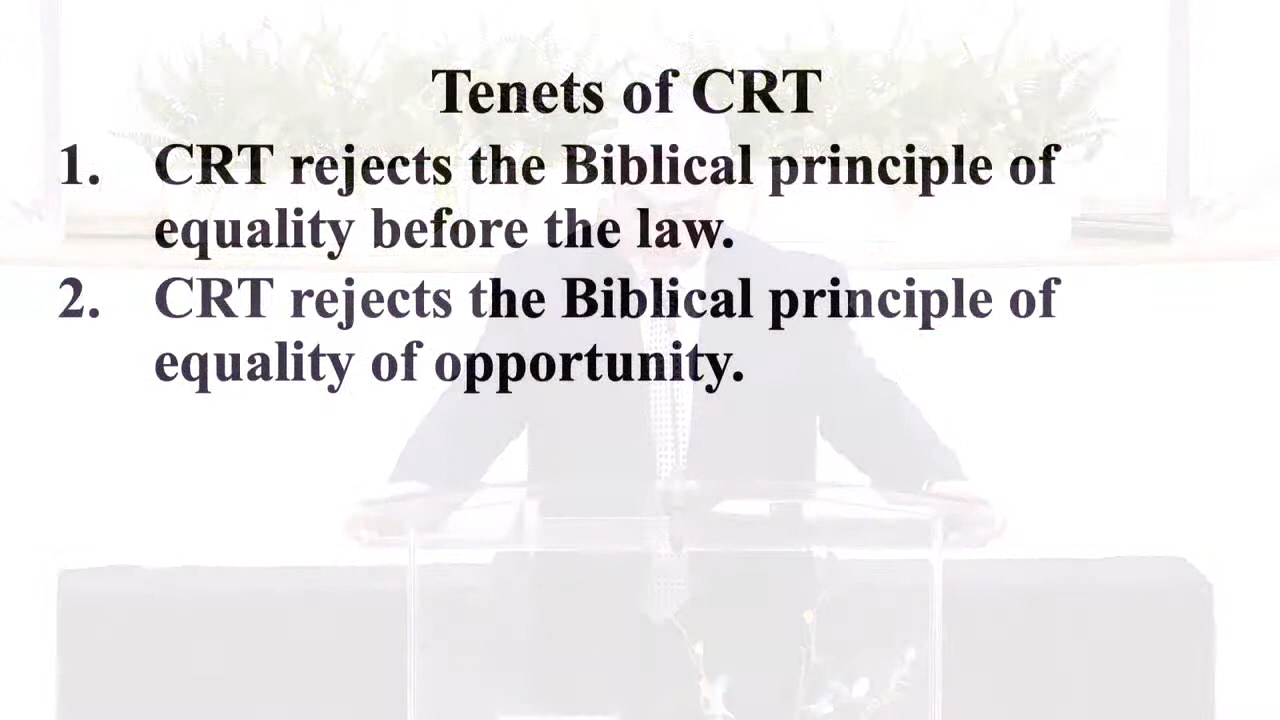 Tenets of CRT
1. CRT rejects the Biblical principle of
equality before the law.
2. CRT rejects the Biblical principle of
equality of opportunity.